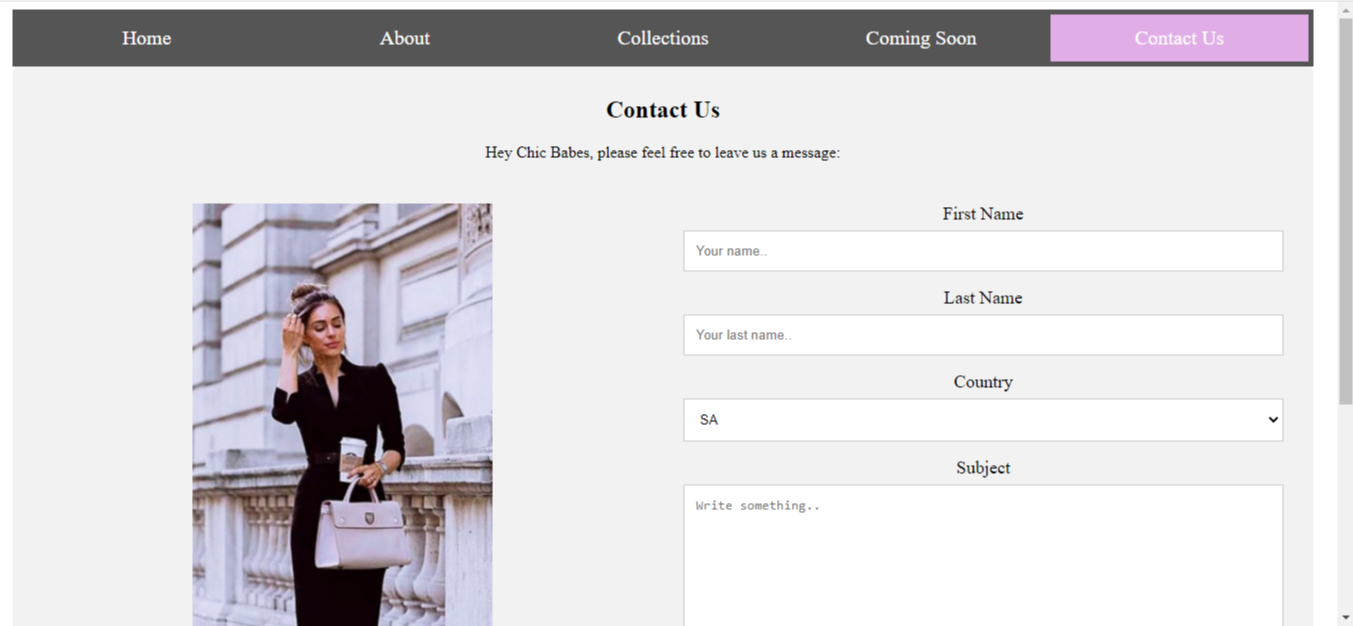 Home About Collections Coming Soon Contact Us
Contact Us
Hey Chic Babes, please feel free to leave us a message:
First Name
Your name..
Last Name
Your last name..
Country
SA
Subject
Write something..